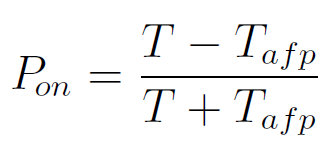 P_{on} = \frac{T - T_{afp}}{T + T_{afp}}